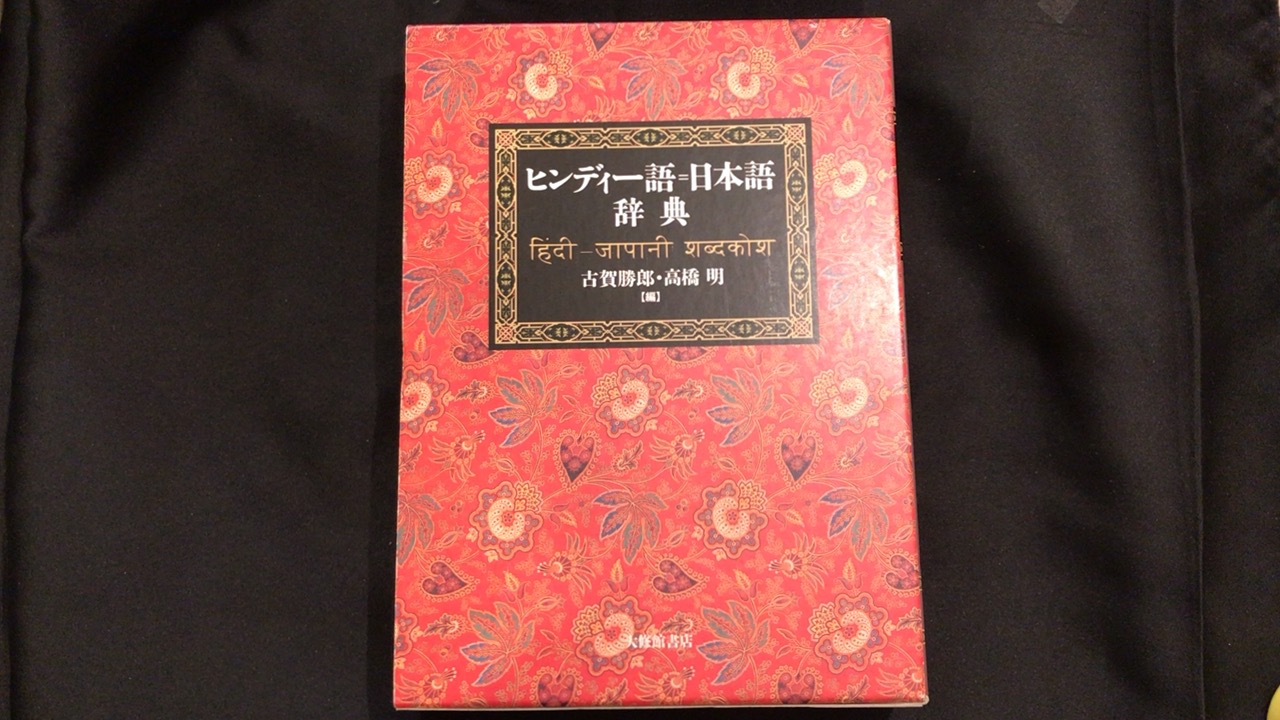 ヒンディー語=日本語
辞典
हिंदी – जापानी शब्दकोश
古賀勝郎・高橋 明
【編】
大修館書店